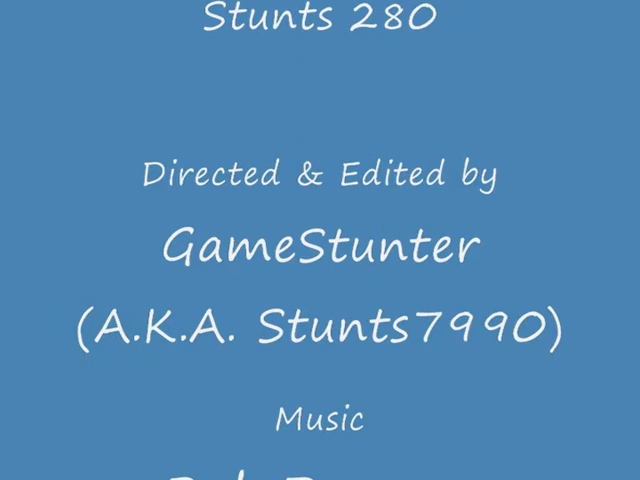 Stunts 280
Directed & Edited by
GameStunter
(A.K.A. Stunts7990)
Music